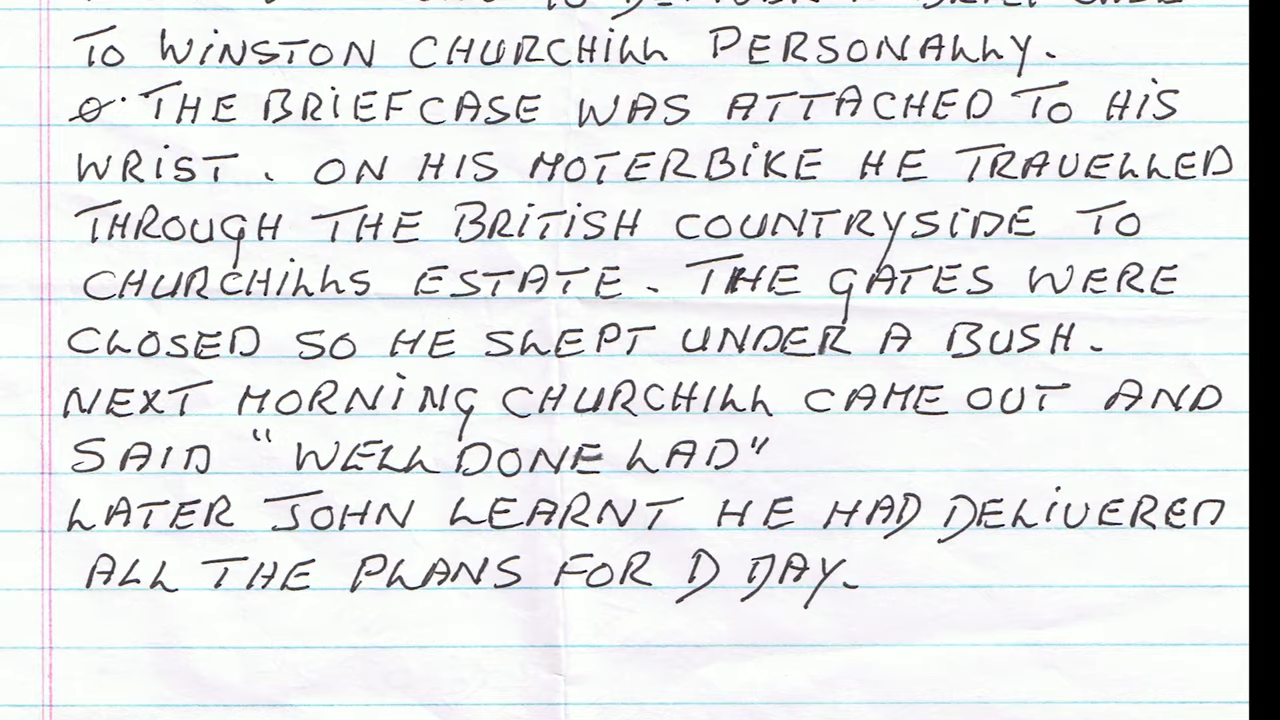 TO WINSTON CHURCHILL PERSONALLY.
THE BRIEFCASE WAS ATTACHED TO HIS
WRIST. ON HIS MOTERBIKE HE TRAVELLED
THROUGH THE BRITISH COUNTRYSIDE TO
CHURCHILLS ESTATE. THE GATES WERE
CLOSED SO HE SLEPT UNDER A BUSH.
NEXT MORNING CHURCHILL CAME OUT AND
SAID "WELL DONE LAD"
LATER JOHN LEARNT HE HAD DELIVERED
ALL THE PLANS FOR D DAY.